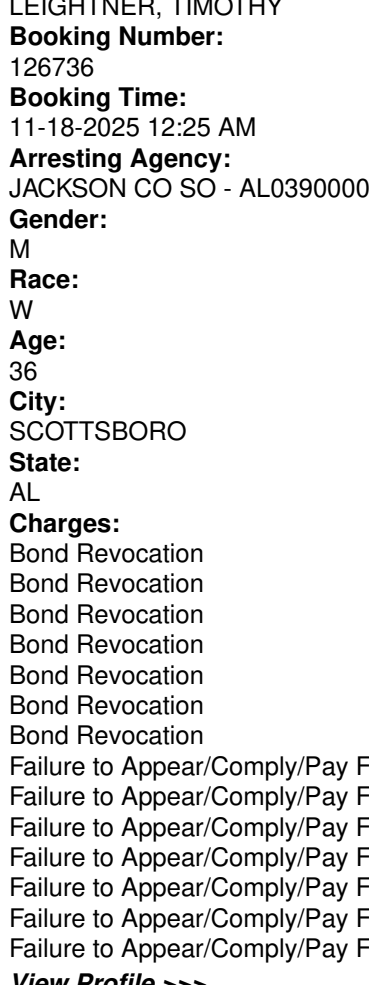 LEIGHTNER, TIMOTHY
Booking Number:
126736
Booking Time:
11-18-2025 12:25 AM
Arresting Agency:
JACKSON CO SO - AL0390000
Gender:
M
Race:
W
Age:
36
City:
SCOTTSBORO
State:
AL
Charges:
Bond Revocation
Bond Revocation
Bond Revocation
Bond Revocation
Bond Revocation
Bond Revocation
Bond Revocation
Failure to Appear/Comply/Pay F
Failure to Appear/Comply/Pay F
Failure to Appear/Comply/Pay F
Failure to Appear/Comply/Pay F
Failure to Appear/Comply/Pay F
Failure to Appear/Comply/Pay F
Failure to Appear/Comply/Pay F
View Profile >>>